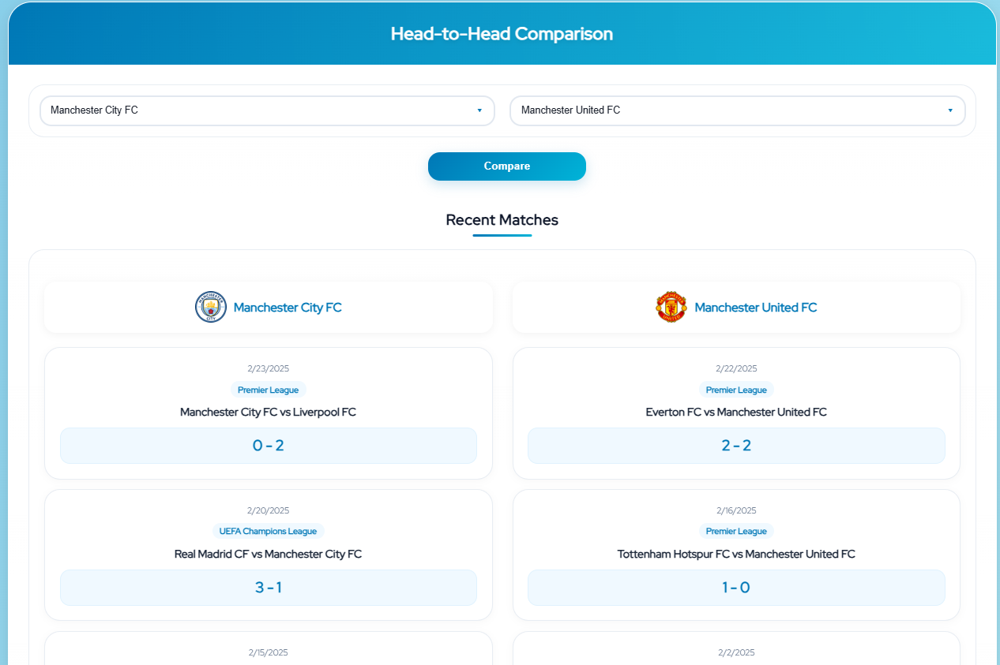 Head-to-Head Comparison
Manchester City FC
Manchester United FC
Compare
Recent Matches
MANCHESTER
CITY
Manchester City FC
MANCHESTER
UNITED
Manchester United FC
2/23/2025
Premier League
Manchester City FC vs Liverpool FC
0 - 2
2/22/2025
Premier League
Everton FC vs Manchester United FC
2 - 2
2/20/2025
UEFA Champions League
Real Madrid CF vs Manchester City FC
3 - 1
2/16/2025
Premier League
Tottenham Hotspur FC vs Manchester United FC
1 - 0
2/15/2025
2/2/2025